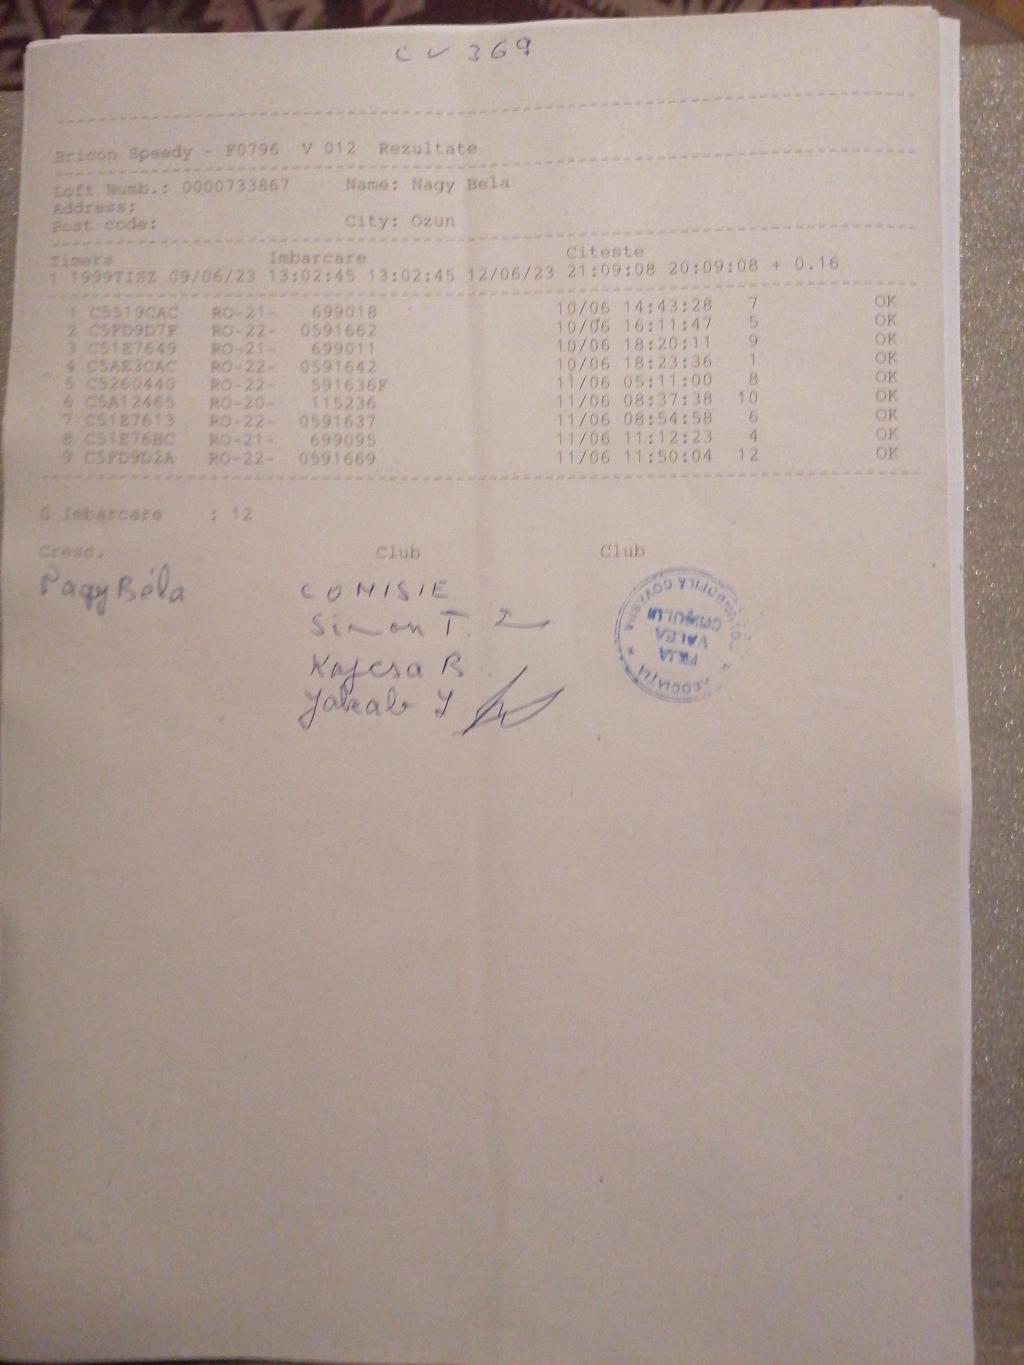 CV 369
Bricon Speedy - F0796 V 012 Rezultate
Loft Numb.: 0000733867 Name: Nagy Bela
Address:
Post code: City: Ozun
Timers Imbarcare Citeste
1 1999TISZ 09/06/23 13:02:45 13:02:45 12/06/23 21:09:08 20:09:08 + 0.16
1 C5519CAC RO-21- 699018 10/06 14:43:28 7 OK
2 C5FD9D7F RO-22- 0591662 10/06 16:11:47 5 OK
3 C51E7649 RO-21- 699011 10/06 18:20:11 9 OK
4 C5AE3CAC RO-22- 0591642 10/06 18:23:36 1 OK
5 C5260440 RO-22- 591636F 11/06 05:11:00 8 OK
6 C5A12465 RO-20- 115236 11/06 08:37:38 10 OK
7 C51E7613 RO-22- 0591637 11/06 08:54:58 6 OK
8 C51E76BC RO-21- 699095 11/06 11:12:23 4 OK
9 C5FD9D2A RO-22- 0591669 11/06 11:50:04 12 OK
G Imbarcare : 12
Cresc. Club Club
Nagy Béla
COMISIE
Simon T.
Kajcsa B
Jakab I
COVASNA
VALEA